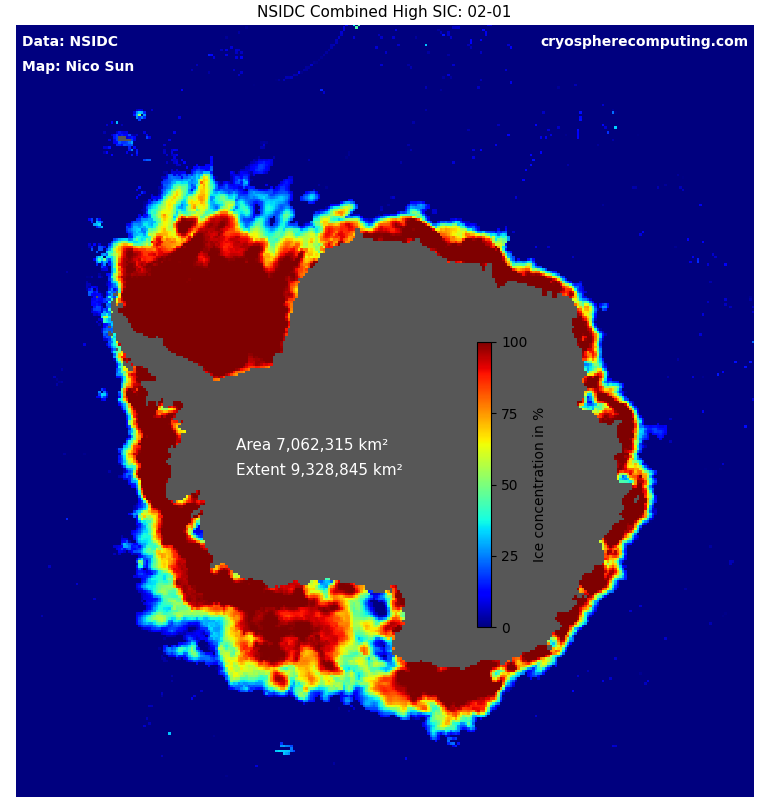 NSIDC Combined High SIC: 02-01
Data: NSIDC
cryospherecomputing.com
Map: Nico Sun
100
75
50
25
0
Ice concentration in %
Area 7,062,315 km²
Extent 9,328,845 km²